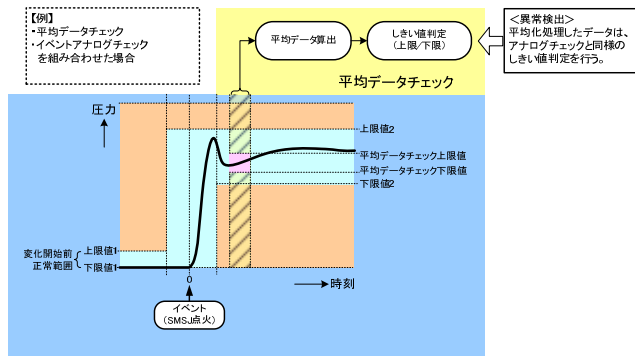 【例】
・平均データチェック
・イベントアナログチェック
を組み合わせた場合
平均データ算出
しきい値判定
(上限/下限)
＜異常検出＞
平均化処理したデータは、
アナログチェックと同様の
しきい値判定を行う。
平均データチェック
圧力
上限値2
平均データチェック上限値
平均データチェック下限値
下限値2
変化開始前
正常範囲
上限値1
下限値1
0
時刻
イベント
(SMSJ点火)